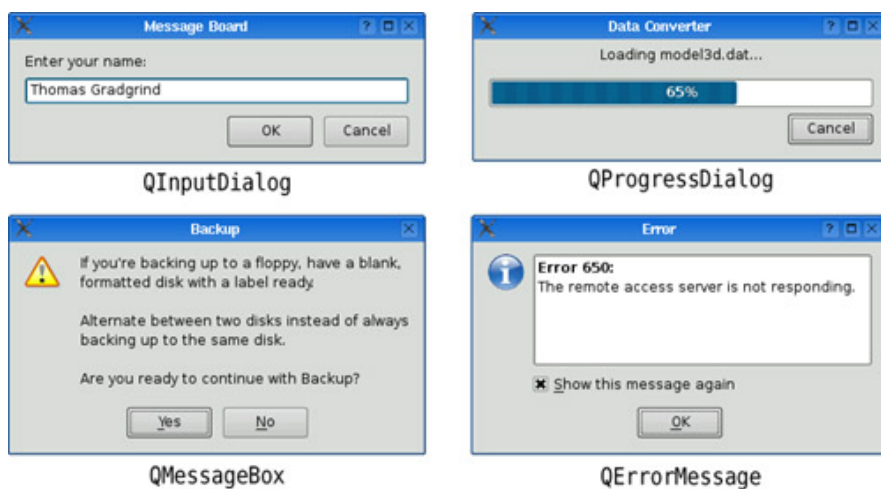 Message Board
Enter your name:
Thomas Gradgrind
OK
Cancel
QInputDialog
Data Converter
Loading model3d.dat...
65%
Cancel
QProgressDialog
Backup
If you're backing up to a floppy, have a blank,
formatted disk with a label ready.
Alternate between two disks instead of always
backing up to the same disk.
Are you ready to continue with Backup?
Yes
No
QMessageBox
Error
Error 650:
The remote access server is not responding.
Show this message again
OK
QErrorMessage